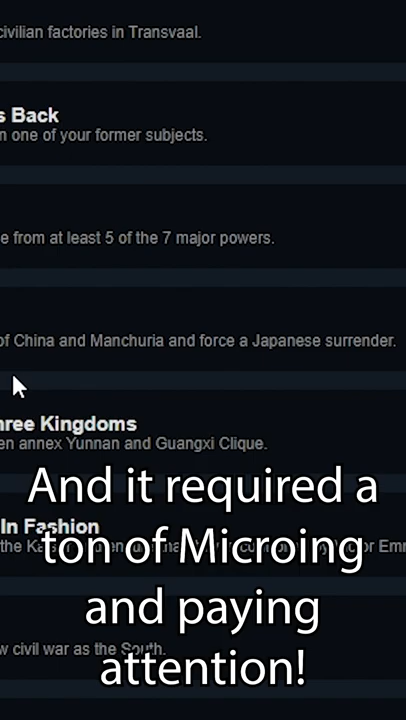 civilian factories in Transvaal.
s Back
n one of your former subjects.
e from at least 5 of the 7 major powers.
of China and Manchuria and force a Japanese surrender.
hree Kingdoms
en annex Yunnan and Guangxi Clique.
And it required a
In Fashion
ton of Microing
the
and paying
w civil war as the South.
attention!